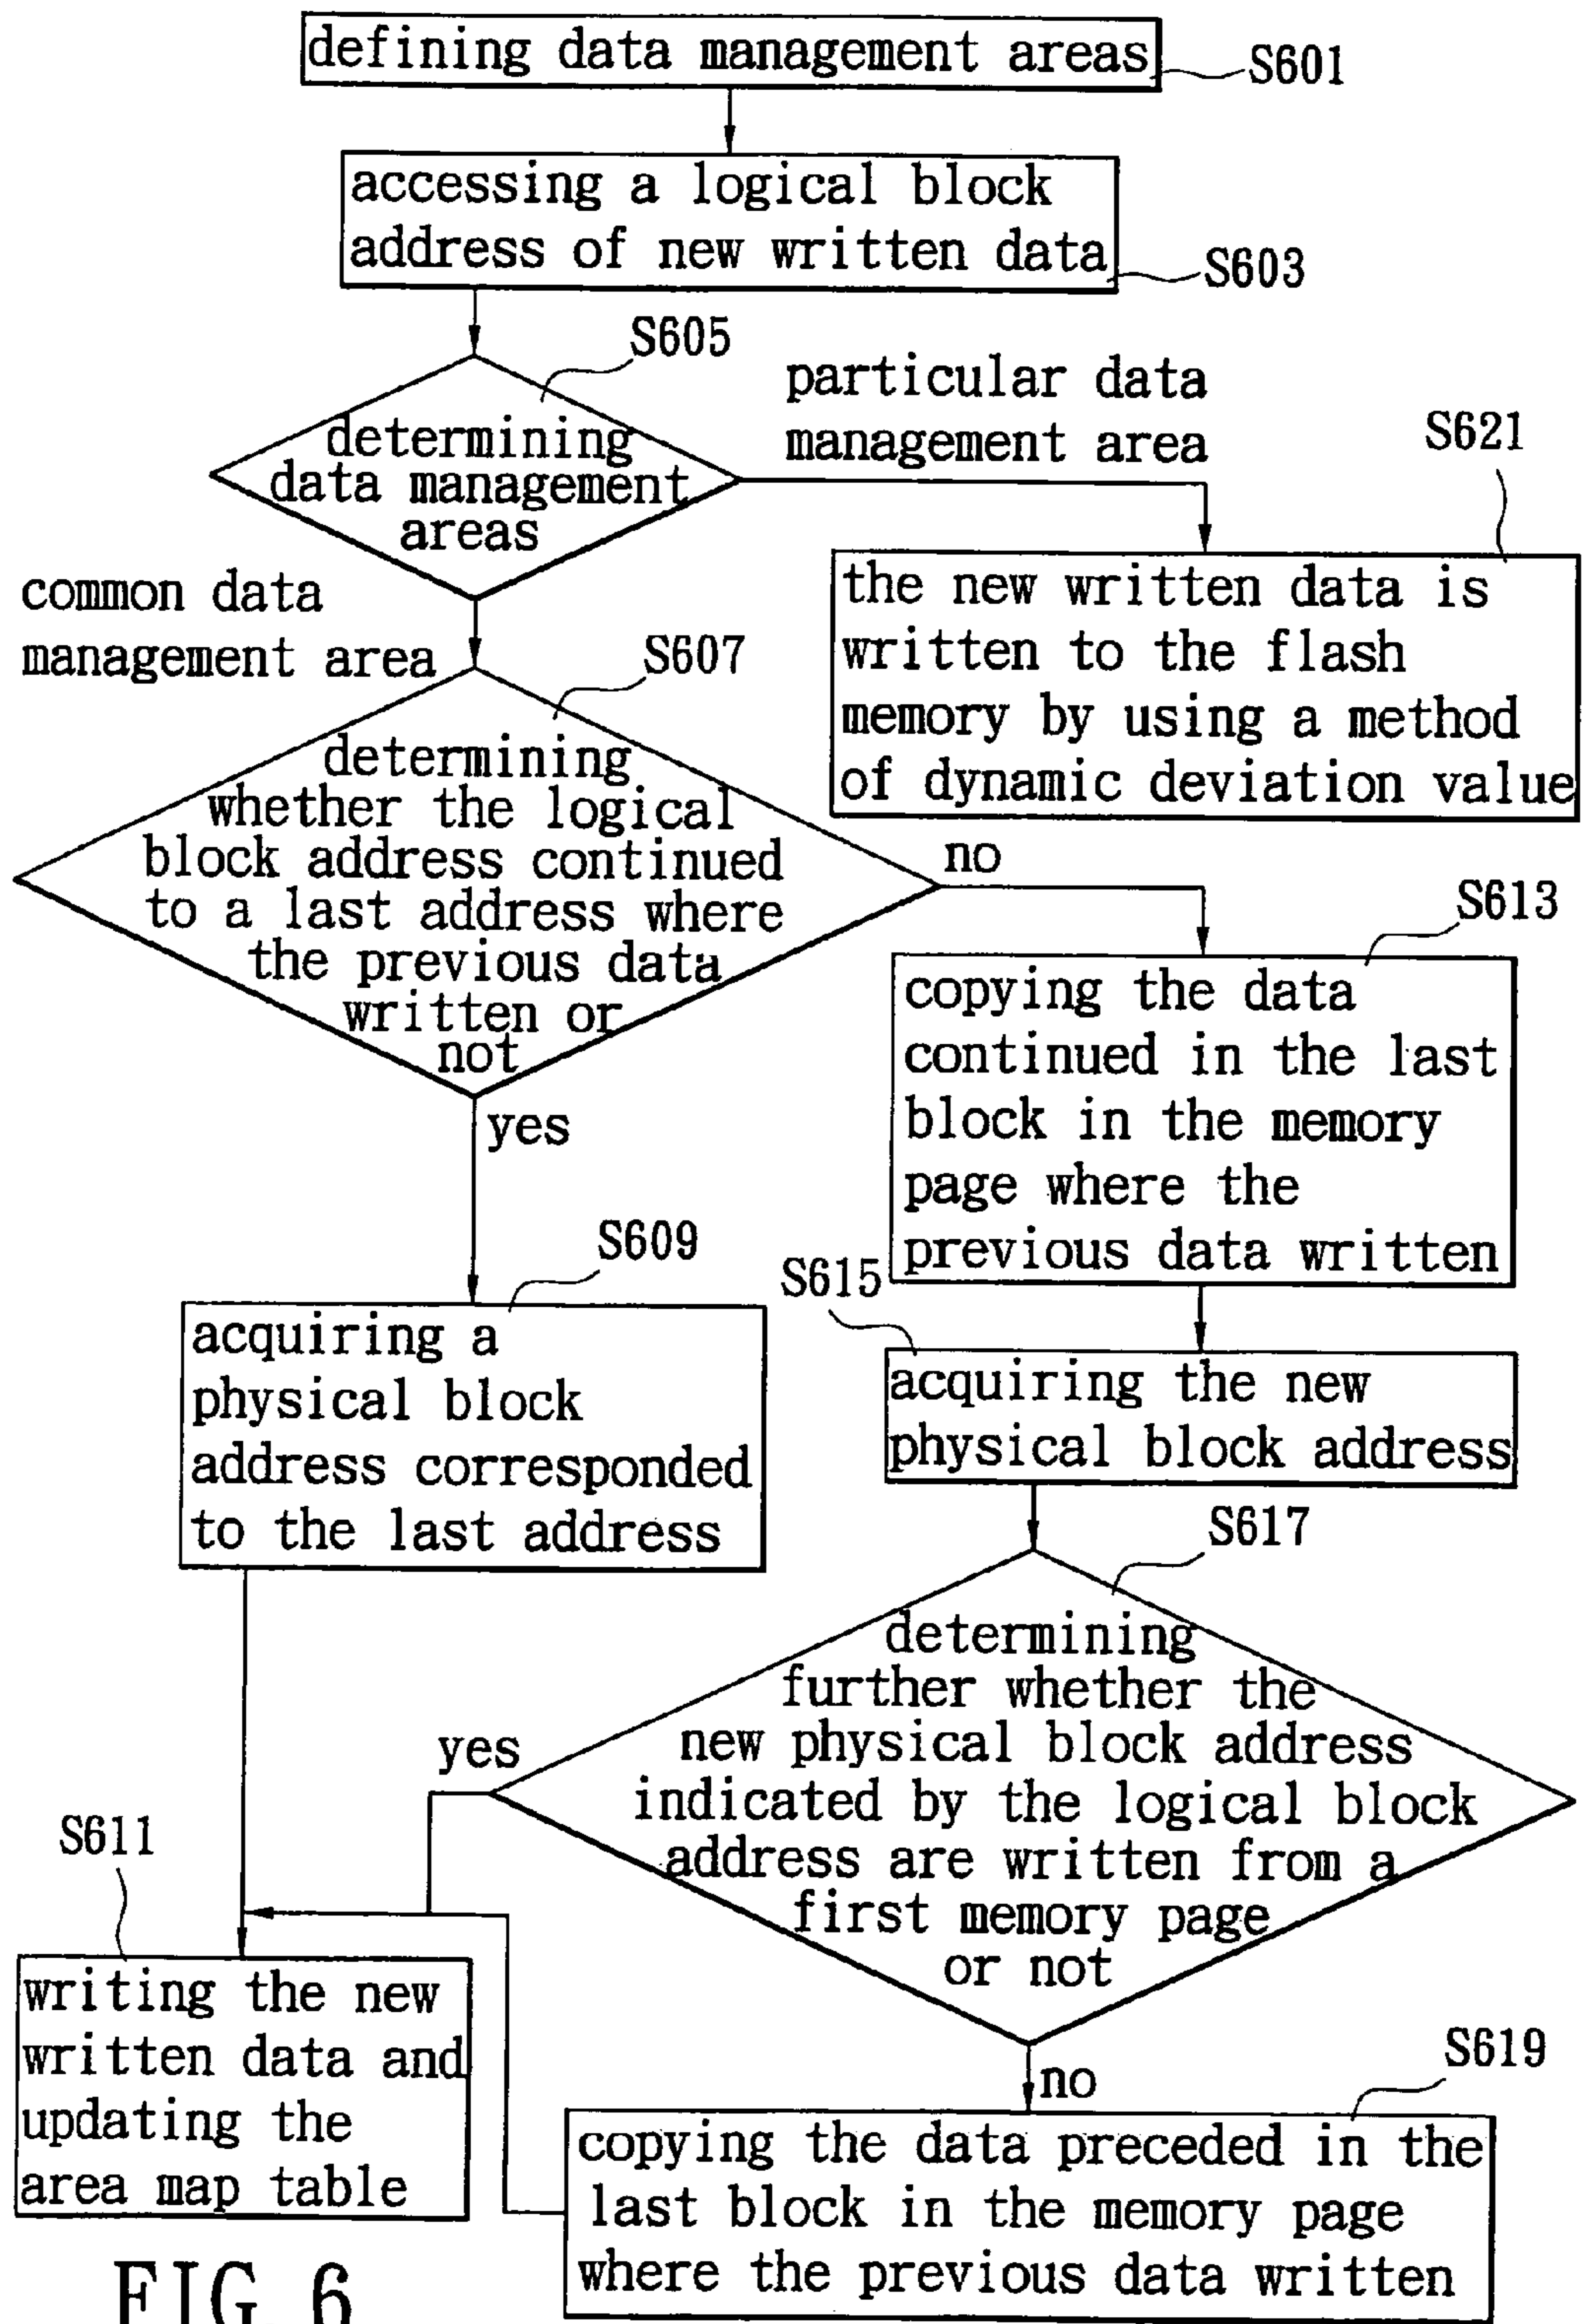 defining data management areas
S601
accessing a logical block
address of new written data
S603
S605
determining
data management
areas
particular data
management area
S621
the new written data is
written to the flash
memory by using a method
of dynamic deviation value
common data
management area
S607
determining
whether the logical
block address continued
to a last address where
the previous data
written or
not
no
S613
copying the data
continued in the last
block in the memory
page where the
previous data written
yes
S609
acquiring a
physical block
address corresponded
to the last address
S615
acquiring the new
physical block address
S617
determining
further whether the
new physical block address
indicated by the logical block
address are written from a
first memory page
or not
yes
S611
writing the new
written data and
updating the
area map table
no
S619
copying the data preceded in the
last block in the memory page
where the previous data written
FIG 6